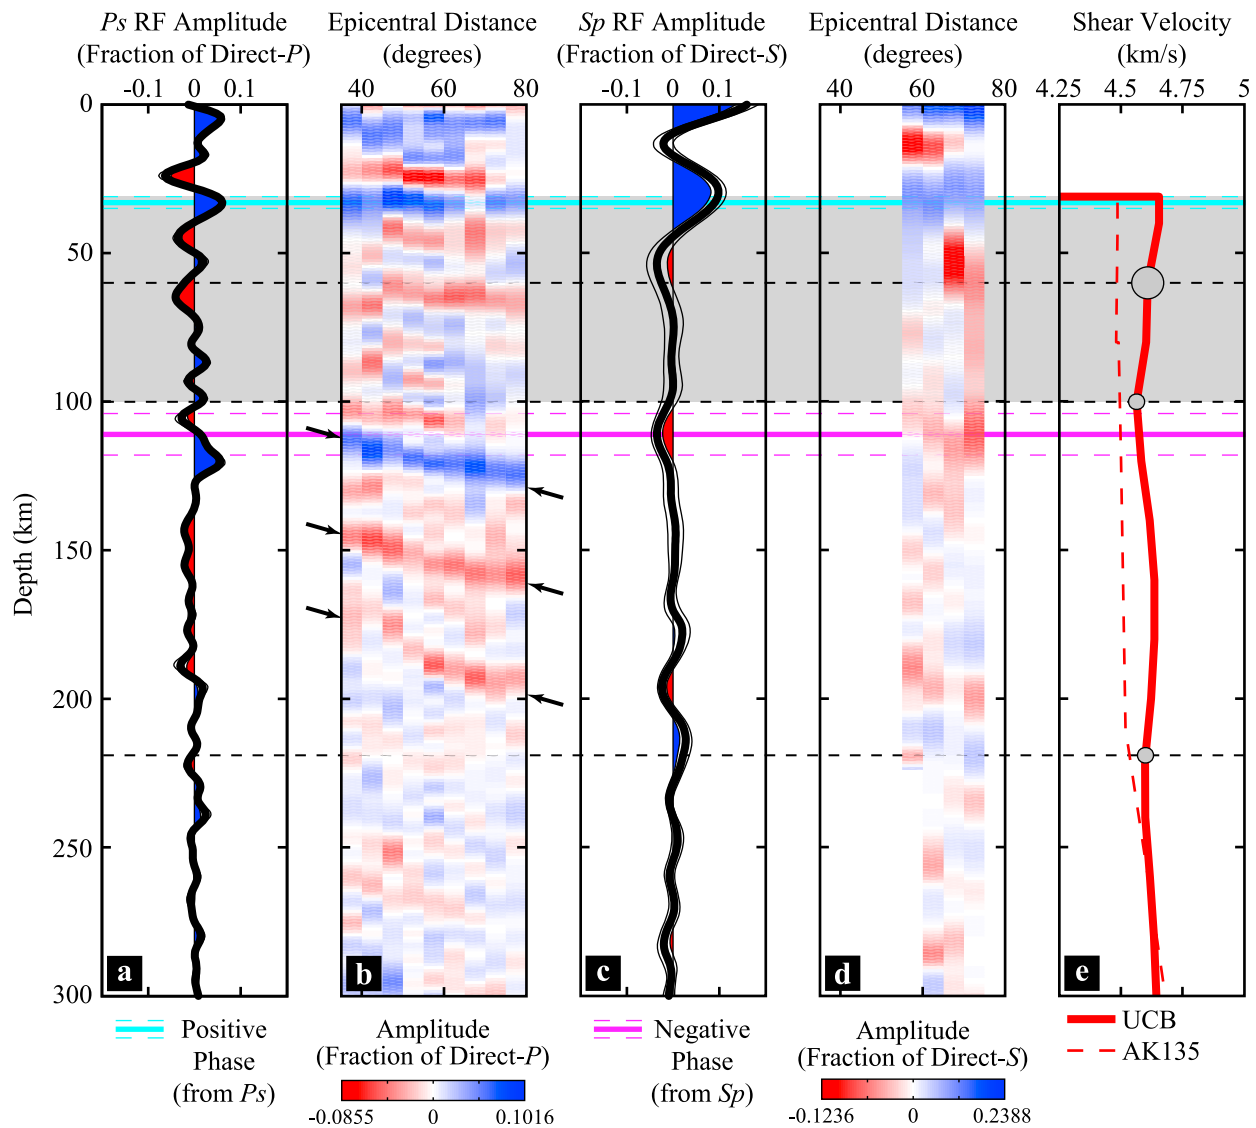 Ps RF Amplitude
(Fraction of Direct-P)
-0.1 0 0.1
Epicentral Distance
(degrees)
40 60 80
Sp RF Amplitude
(Fraction of Direct-S)
-0.1 0 0.1
Epicentral Distance
(degrees)
40 60 80
Shear Velocity
(km/s)
4.25 4.5 4.75 5
Depth (km)
0
50
100
150
200
250
300
a
b
c
d
e
Positive
Phase
(from Ps)
Amplitude
(Fraction of Direct-P)
-0.0855 0 0.1016
Negative
Phase
(from Sp)
Amplitude
(Fraction of Direct-S)
-0.1236 0 0.2388
UCB
AK135